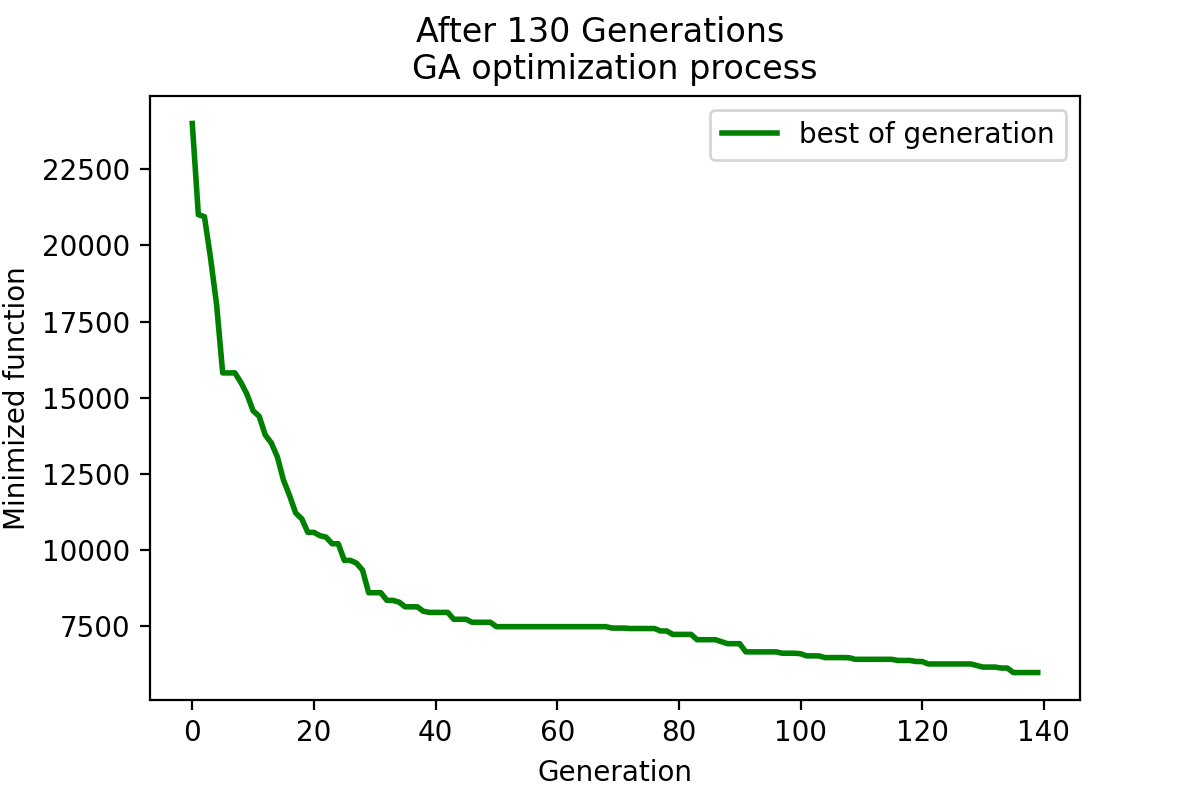 After 130 Generations
GA optimization process
best of generation
22500
20000
17500
15000
12500
10000
7500
Minimized function
0 20 40 60 80 100 120 140
Generation